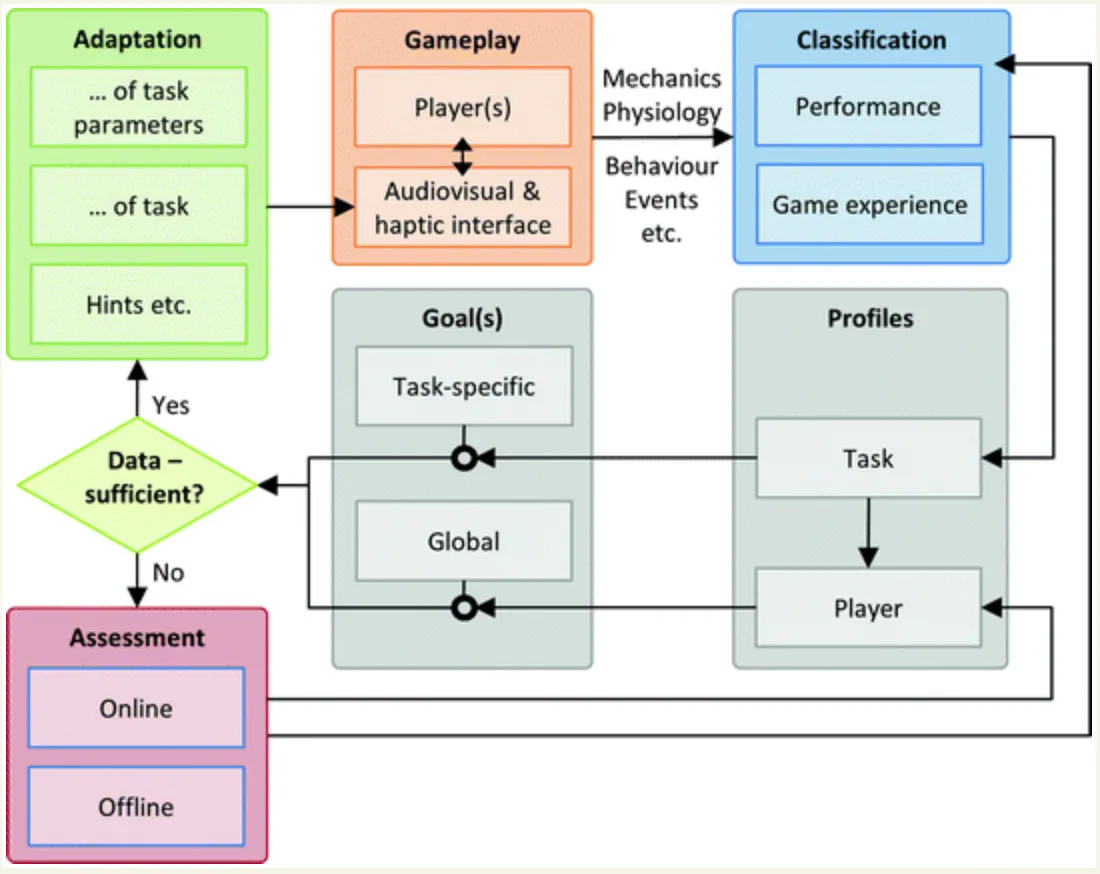 Adaptation
... of task
parameters
... of task
Hints etc.
Gameplay
Player(s)
Audiovisual &
haptic interface
Mechanics
Physiology
Behaviour
Events
etc.
Classification
Performance
Game experience
Goal(s)
Task-specific
Global
Profiles
Task
Player
Yes
Data –
sufficient?
No
Assessment
Online
Offline